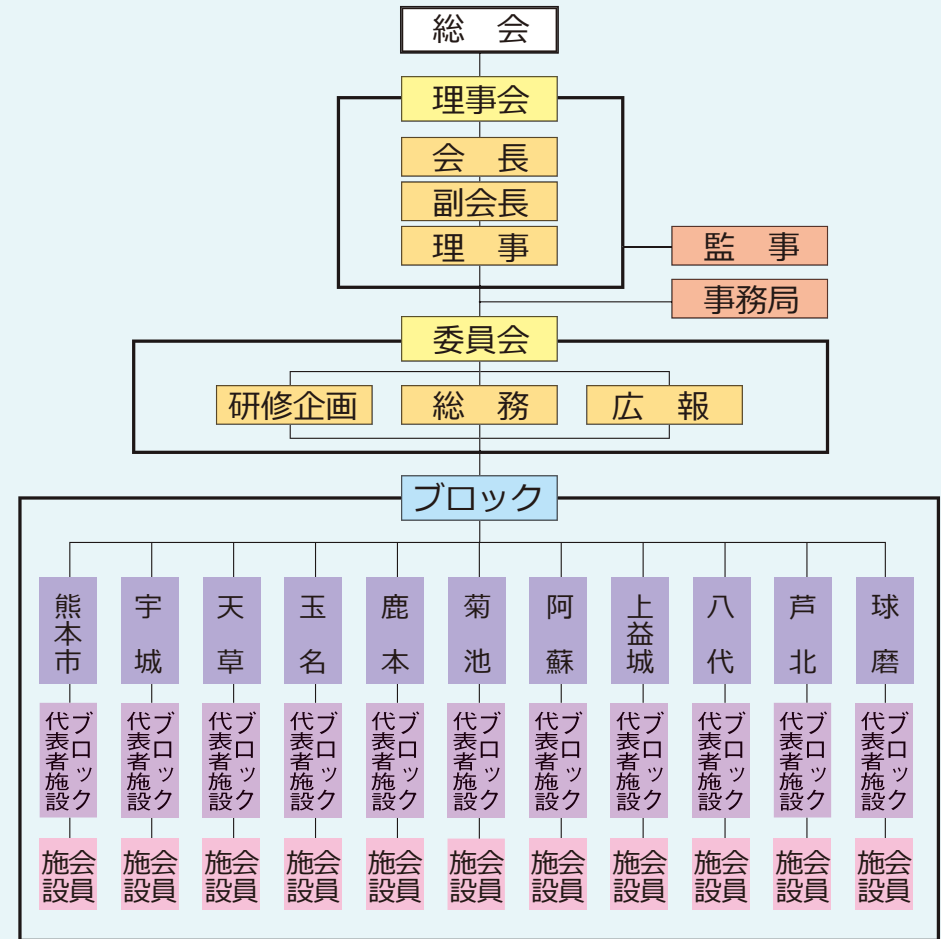 総　会
理事会
会　長
副会長
理　事
監　事
事務局
委員会
研修企画
総　務
広　報
ブロック
熊本市
宇城
天草
玉名
鹿本
菊池
阿蘇
上益城
八代
芦北
球磨
ブロック
代表者施設
ブロック
代表者施設
ブロック
代表者施設
ブロック
代表者施設
ブロック
代表者施設
ブロック
代表者施設
ブロック
代表者施設
ブロック
代表者施設
ブロック
代表者施設
ブロック
代表者施設
ブロック
代表者施設
会員
施設
会員
施設
会員
施設
会員
施設
会員
施設
会員
施設
会員
施設
会員
施設
会員
施設
会員
施設
会員
施設